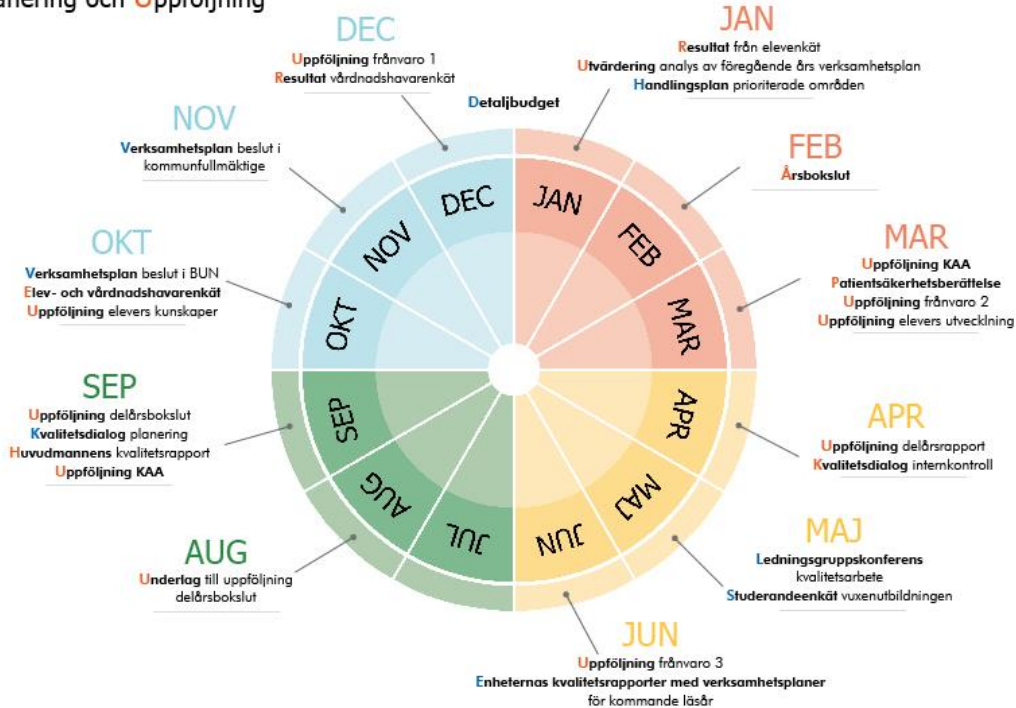 och Uppföljning
DEC
Uppföljning frånvaro 1
Resultat vårdnadshavarenkät
Detaljbudget
JAN
Resultat från elevenkät
Utvärdering analys av föregående års verksamhetsplan
Handlingsplan prioriterade områden
FEB
Årsbokslut
MAR
Uppföljning KAA
Patientsäkerhetsberättelse
Uppföljning frånvaro 2
Uppföljning elevers utveckling
APR
Uppföljning delårsrapport
Kvalitetsdialog internkontroll
MAJ
Ledningsgruppskonferens
kvalitetsarbete
Studerandeenkät vuxenutbildningen
JUN
Uppföljning frånvaro 3
Enheternas kvalitetsrapporter med verksamhetsplaner
för kommande läsår
AUG
Underlag till uppföljning
delårsbokslut
SEP
Uppföljning delårsbokslut
Kvalitetsdialog planering
Huvudmannens kvalitetsrapport
Uppföljning KAA
OKT
Verksamhetsplan beslut i BUN
Elev- och vårdnadshavarenkät
Uppföljning elevers kunskaper
NOV
Verksamhetsplan beslut i
kommunfullmäktige
JAN
FEB
MAR
APR
MAJ
JUN
JUL
AUG
SEP
OKT
NOV
DEC